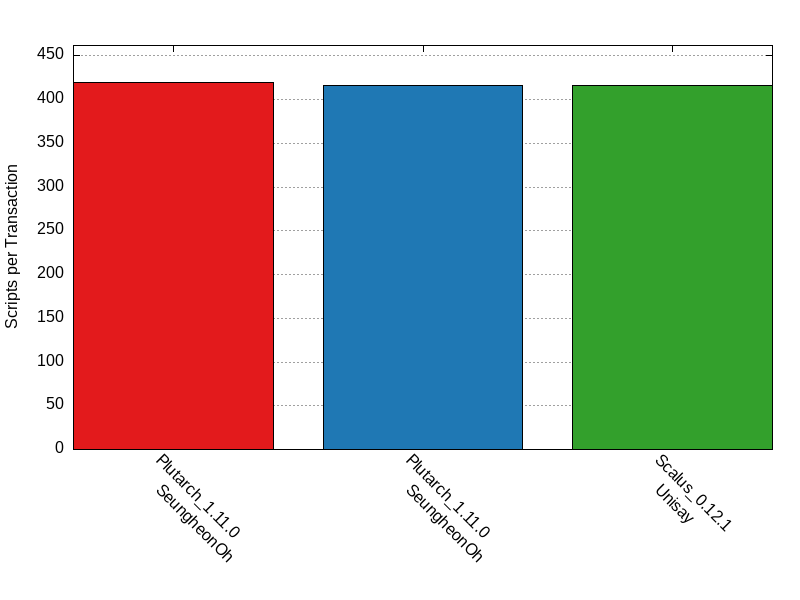 450
400
350
300
250
200
150
100
50
0
Scripts per Transaction
Plutarch_1.11.0
SeungheonOh
Plutarch_1.11.0
SeungheonOh
Scalus_0.12.1
Unisay